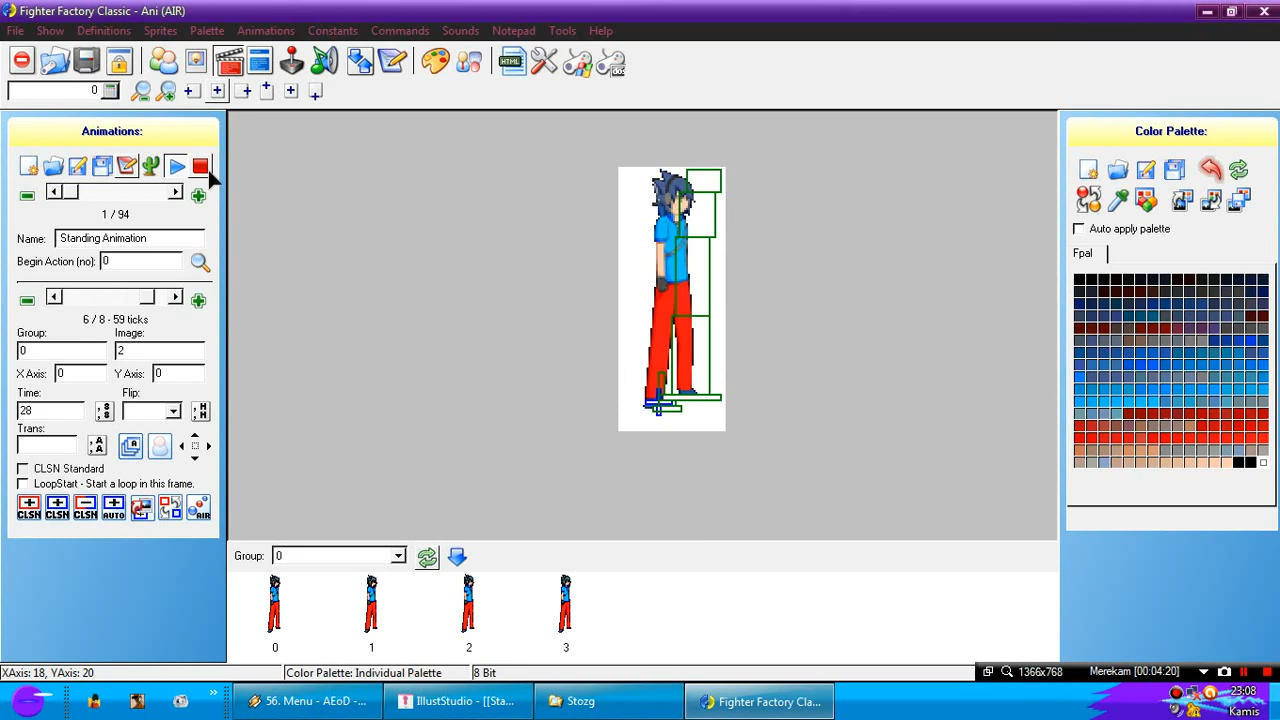 Fighter Factory Classic - Ani (AIR)
File Show Definitions Sprites Palette Animations Constants Commands Sounds Notepad Tools Help
0
Animations:
1 / 94
Name: Standing Animation
Begin Action (no): 0
6 / 8 - 59 ticks
Group: Image:
0 2
X Axis: 0 Y Axis: 0
Time: Flip:
28
Trans:
CLSN Standard
LoopStart - Start a loop in this frame.
CLSN CLSN CLSN AUTO AIR
Group: 0
0 1 2 3
Color Palette:
Auto apply palette
Fpal
XAxis: 18, YAxis: 20 Color Palette: Individual Palette 8 Bit
1366x768 Merekam [00:04:20]
56. Menu - AEoD -... IllustStudio - [[Sta... Stozg Fighter Factory Cla... 23:08
Kamis